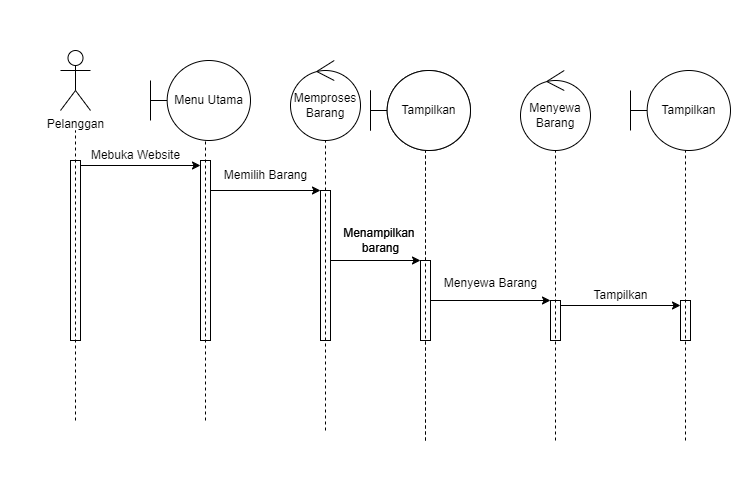 Pelanggan
Menu Utama
Memproses
Barang
Tampilkan
Menyewa
Barang
Tampilkan
Mebuka Website
Memilih Barang
Menampilkan
barang
Menyewa Barang
Tampilkan